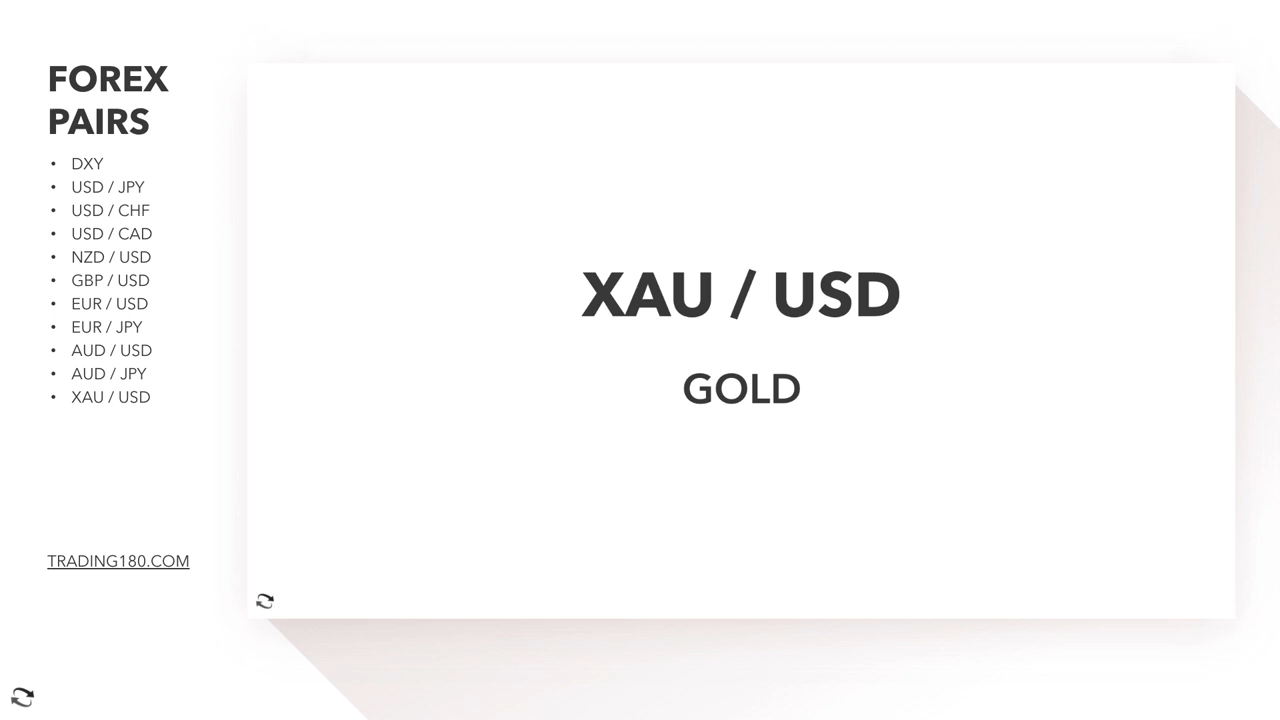 FOREX
PAIRS
• DXY
• USD / JPY
• USD / CHF
• USD / CAD
• NZD / USD
• GBP / USD
• EUR / USD
• EUR / JPY
• AUD / USD
• AUD / JPY
• XAU / USD
TRADING180.COM
XAU / USD
GOLD